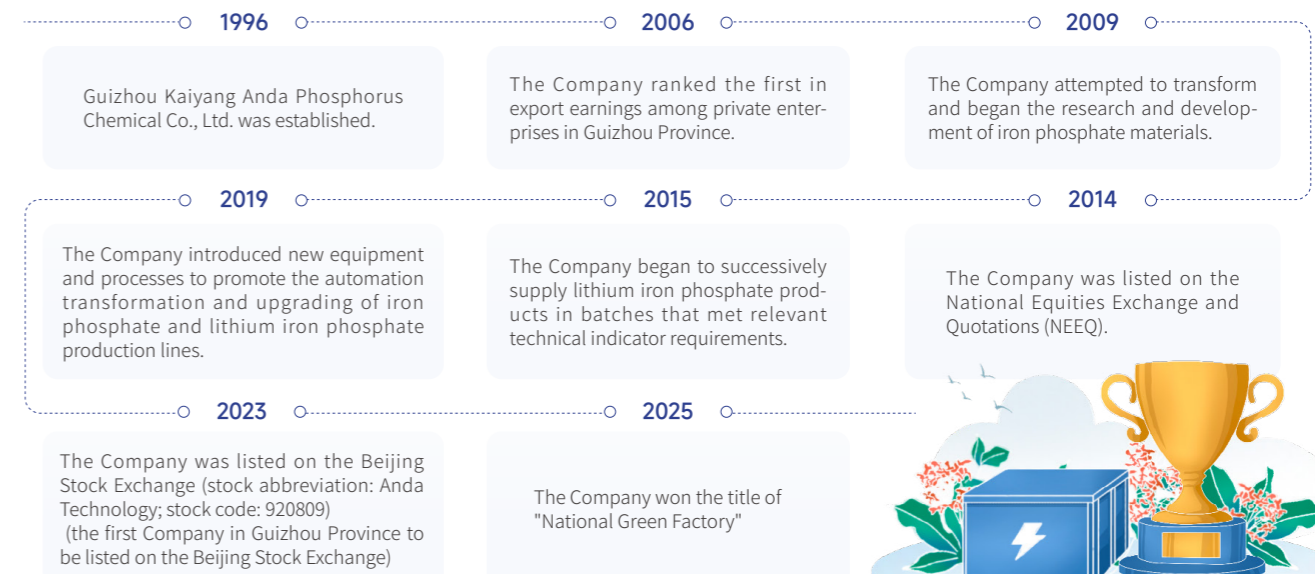 1996
Guizhou Kaiyang Anda Phosphorus
Chemical Co., Ltd. was established.
2006
The Company ranked the first in
export earnings among private enter-
prises in Guizhou Province.
2009
The Company attempted to transform
and began the research and develop-
ment of iron phosphate materials.
2014
The Company was listed on the
National Equities Exchange and
Quotations (NEEQ).
2015
The Company began to successively
supply lithium iron phosphate prod-
ucts in batches that met relevant
technical indicator requirements.
2019
The Company introduced new equipment
and processes to promote the automation
transformation and upgrading of iron
phosphate and lithium iron phosphate
production lines.
2023
The Company was listed on the Beijing
Stock Exchange (stock abbreviation: Anda
Technology; stock code: 920809)
(the first Company in Guizhou Province to
be listed on the Beijing Stock Exchange)
2025
The Company won the title of
"National Green Factory"